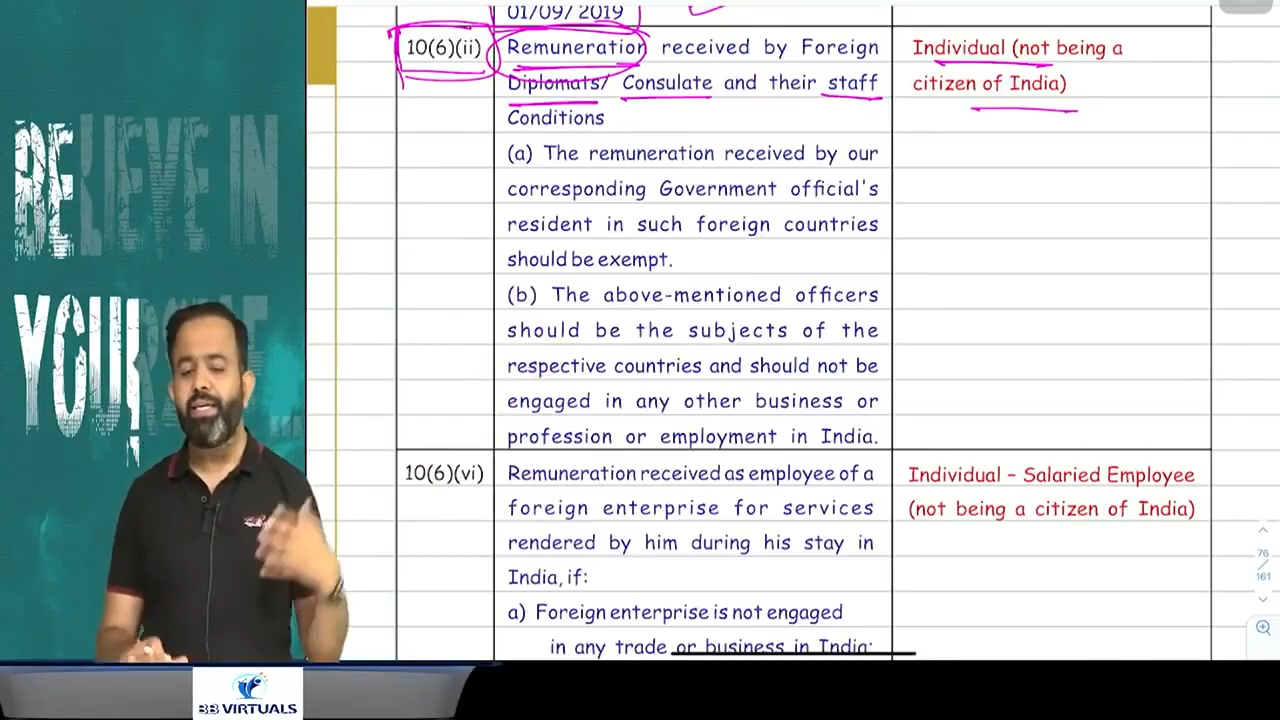 01/09/2019
10(6)(ii)
Remuneration received by Foreign
Diplomats/ Consulate and their staff
Conditions
(a) The remuneration received by our
corresponding Government official's
resident in such foreign countries
should be exempt.
(b) The above-mentioned officers
should be the subjects of the
respective countries and should not be
engaged in any other business or
profession or employment in India.
Individual (not being a
citizen of India)
10(6)(vi)
Remuneration received as employee of a
foreign enterprise for services
rendered by him during his stay in
India, if:
a) Foreign enterprise is not engaged
in any trade or business in India;
Individual – Salaried Employee
(not being a citizen of India)
BELIEVE IN
YOURSELF...
76
/
161
BB VIRTUALS